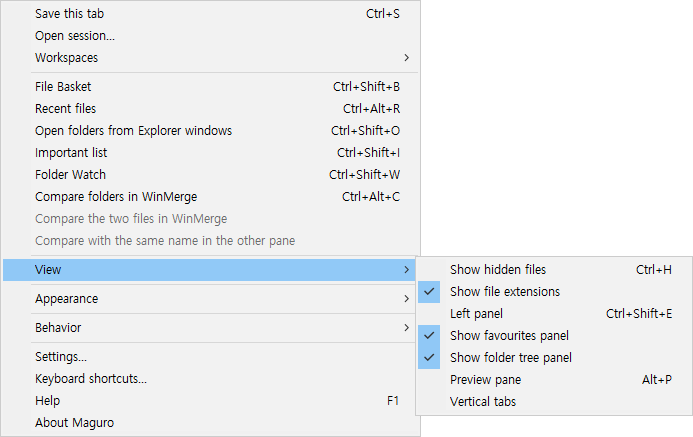 Save this tab Ctrl+S
Open session...
Workspaces
File Basket Ctrl+Shift+B
Recent files Ctrl+Alt+R
Open folders from Explorer windows Ctrl+Shift+O
Important list Ctrl+Shift+I
Folder Watch Ctrl+Shift+W
Compare folders in WinMerge Ctrl+Alt+C
Compare the two files in WinMerge
Compare with the same name in the other pane
View
Appearance
Behavior
Settings...
Keyboard shortcuts...
Help F1
About Maguro
Show hidden files Ctrl+H
Show file extensions
Left panel Ctrl+Shift+E
Show favourites panel
Show folder tree panel
Preview pane Alt+P
Vertical tabs